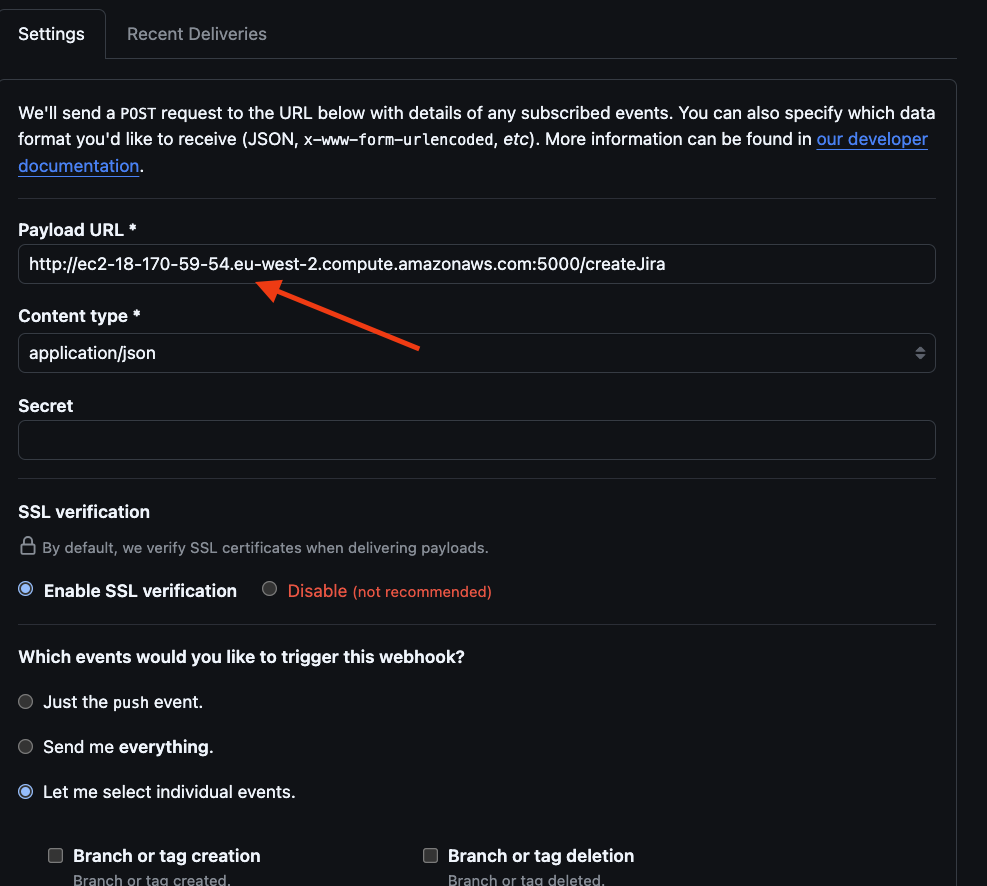 Settings Recent Deliveries
We'll send a POST request to the URL below with details of any subscribed events. You can also specify which data
format you'd like to receive (JSON, x-www-form-urlencoded, etc). More information can be found in our developer
documentation.
Payload URL *
http://ec2-18-170-59-54.eu-west-2.compute.amazonaws.com:5000/createJira
Content type *
application/json
Secret
SSL verification
By default, we verify SSL certificates when delivering payloads.
Enable SSL verification Disable (not recommended)
Which events would you like to trigger this webhook?
Just the push event.
Send me everything.
Let me select individual events.
Branch or tag creation Branch or tag deletion
Branch or tag created. Branch or tag deleted.